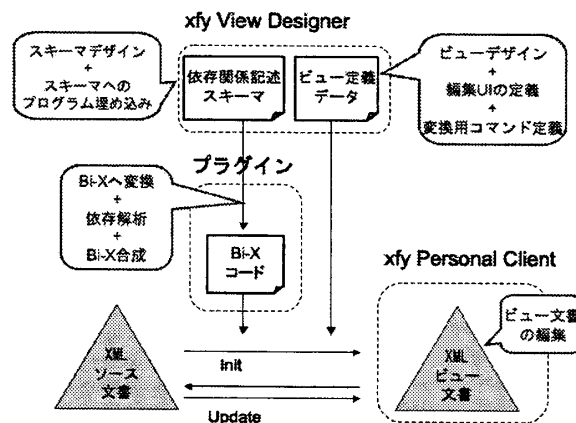 xfy View Designer
スキーマデザイン
+
スキーマへの
プログラム埋め込み
依存関係記述
スキーマ
ビュー定義
データ
ビューデザイン
+
編集UIの定義
+
変換用コマンド定義
プラグイン
Bi-Xへ変換
+
依存解析
+
Bi-X合成
Bi-X
コード
xfy Personal Client
XML
ソース
文書
Init
Update
XML
ビュー
文書
ビュー文書
の編集